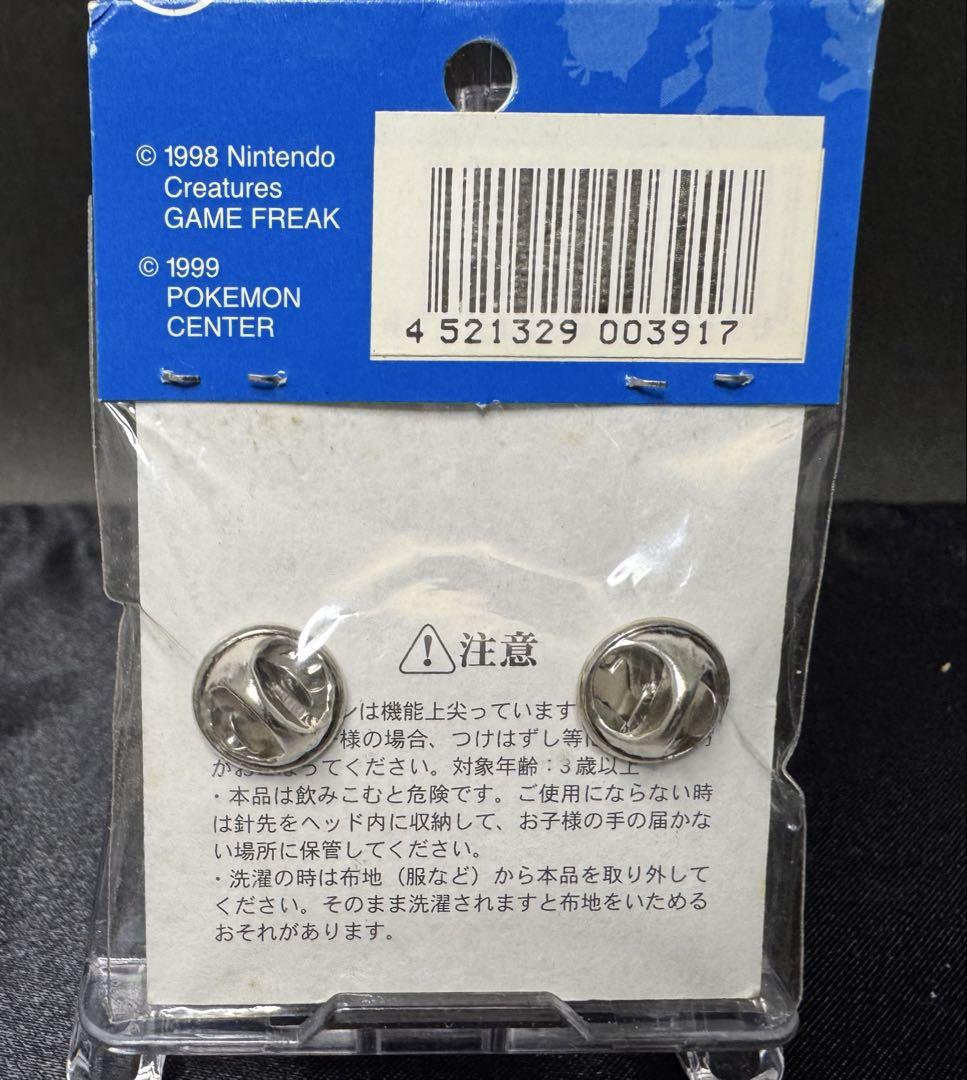 © 1998 Nintendo
Creatures
GAME FREAK
© 1999
POKEMON
CENTER
4 521329 003917
注意
ンは機能上尖っています
様の場合、つけはずし等
ってください。対象年齢：3歳以上
・本品は飲みこむと危険です。ご使用にならない時
は針先をヘッド内に収納して、お子様の手の届かな
い場所に保管してください。
・洗濯の時は布地（服など）から本品を取り外して
ください。そのまま洗濯されますと布地をいためる
おそれがあります。